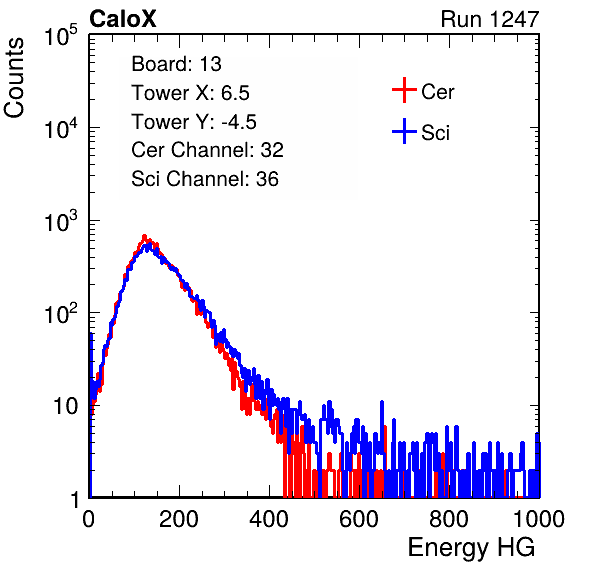 CaloX Run 1247
Counts
Board: 13
Tower X: 6.5
Tower Y: -4.5
Cer Channel: 32
Sci Channel: 36
Cer
Sci
10^5
10^4
10^3
10^2
10
1
0 200 400 600 800 1000
Energy HG